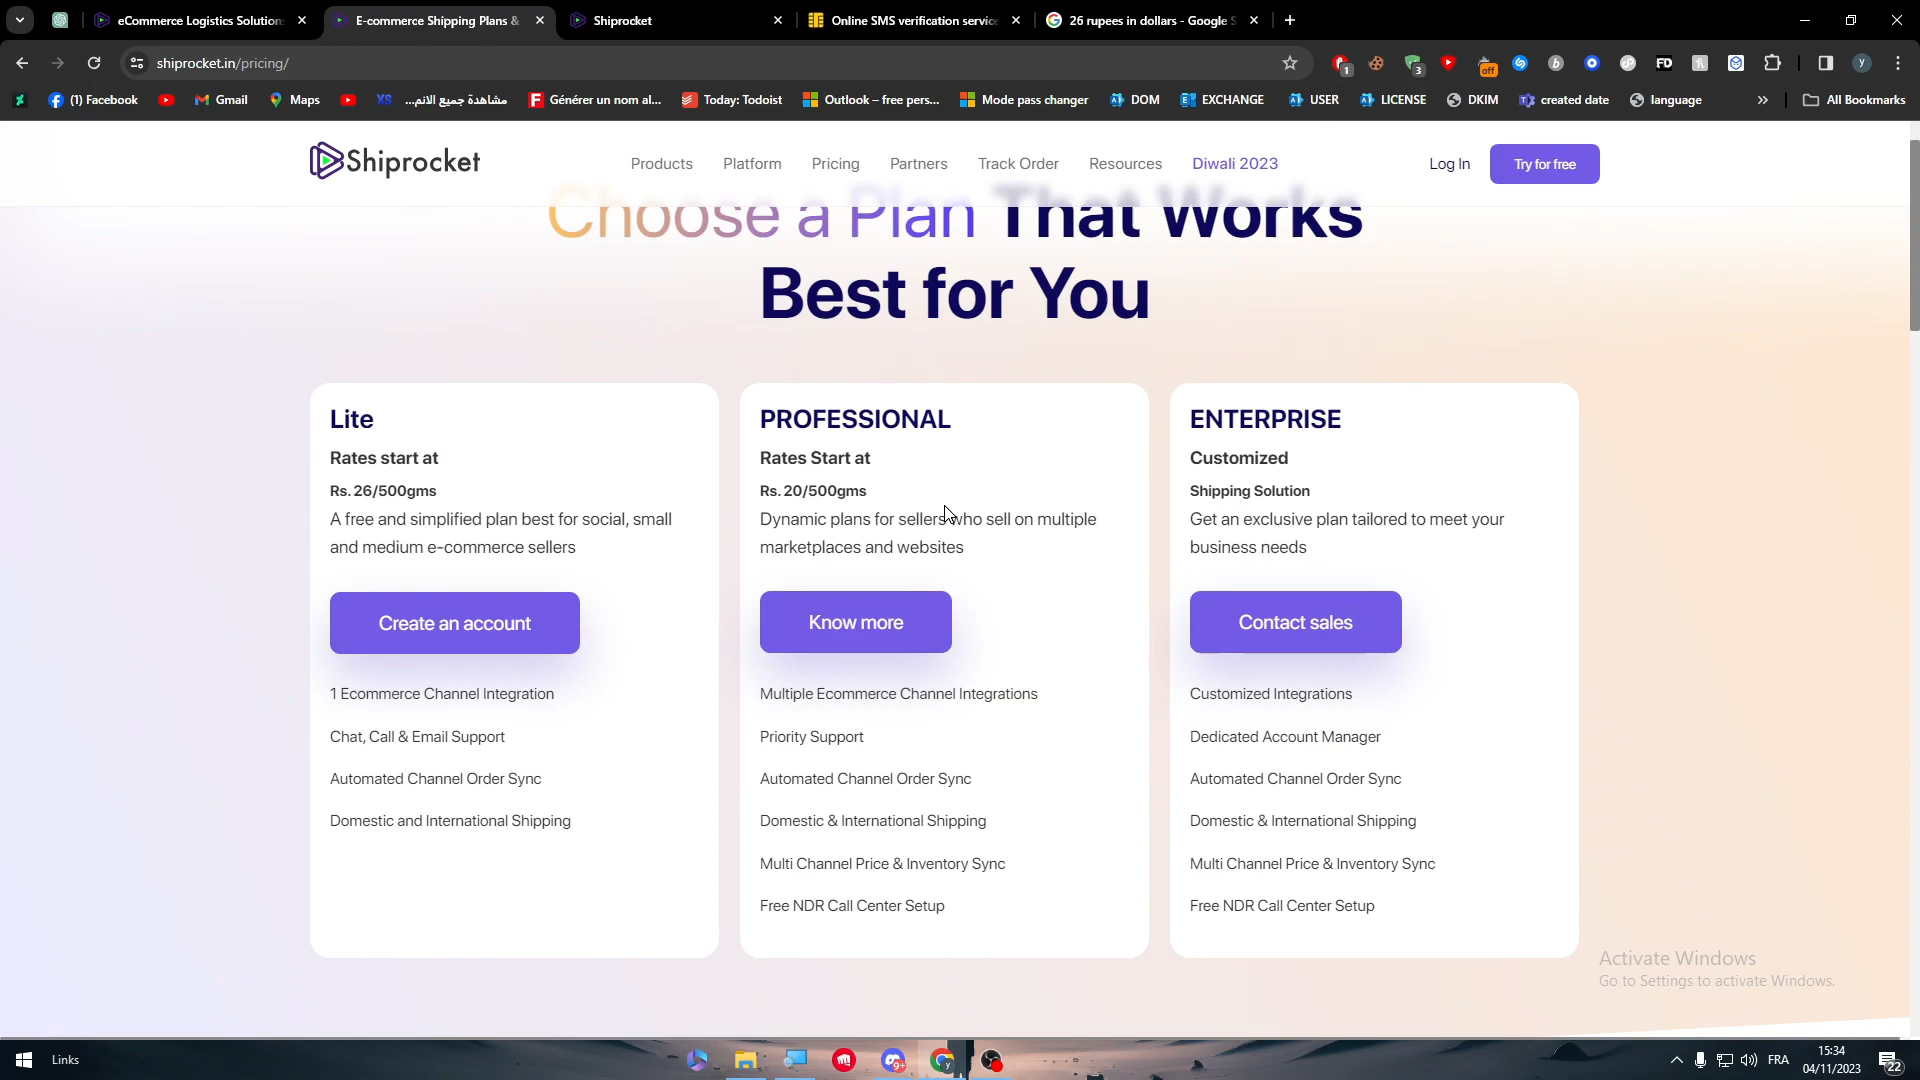 eCommerce Logistics Solution
E-commerce Shipping Plans &
Shiprocket
Online SMS verification service
26 rupees in dollars - Google S
shiprocket.in/pricing/
1
3
off
FD
y
(1) Facebook
Gmail
Maps
XS
مشاهدة جميع الانم...
Générer un nom al...
Today: Todoist
Outlook – free pers...
Mode pass changer
DOM
EXCHANGE
USER
LICENSE
DKIM
created date
language
All Bookmarks
Shiprocket
Products
Platform
Pricing
Partners
Track Order
Resources
Diwali 2023
Log In
Try for free
Choose a Plan That Works
Best for You
Lite
Rates start at
Rs. 26/500gms
A free and simplified plan best for social, small
and medium e-commerce sellers
Create an account
1 Ecommerce Channel Integration
Chat, Call & Email Support
Automated Channel Order Sync
Domestic and International Shipping
PROFESSIONAL
Rates Start at
Rs. 20/500gms
Dynamic plans for sellers who sell on multiple
marketplaces and websites
Know more
Multiple Ecommerce Channel Integrations
Priority Support
Automated Channel Order Sync
Domestic & International Shipping
Multi Channel Price & Inventory Sync
Free NDR Call Center Setup
ENTERPRISE
Customized
Shipping Solution
Get an exclusive plan tailored to meet your
business needs
Contact sales
Customized Integrations
Dedicated Account Manager
Automated Channel Order Sync
Domestic & International Shipping
Multi Channel Price & Inventory Sync
Free NDR Call Center Setup
Activate Windows
Go to Settings to activate Windows.
Links
9+
FRA
15:34
04/11/2023
22